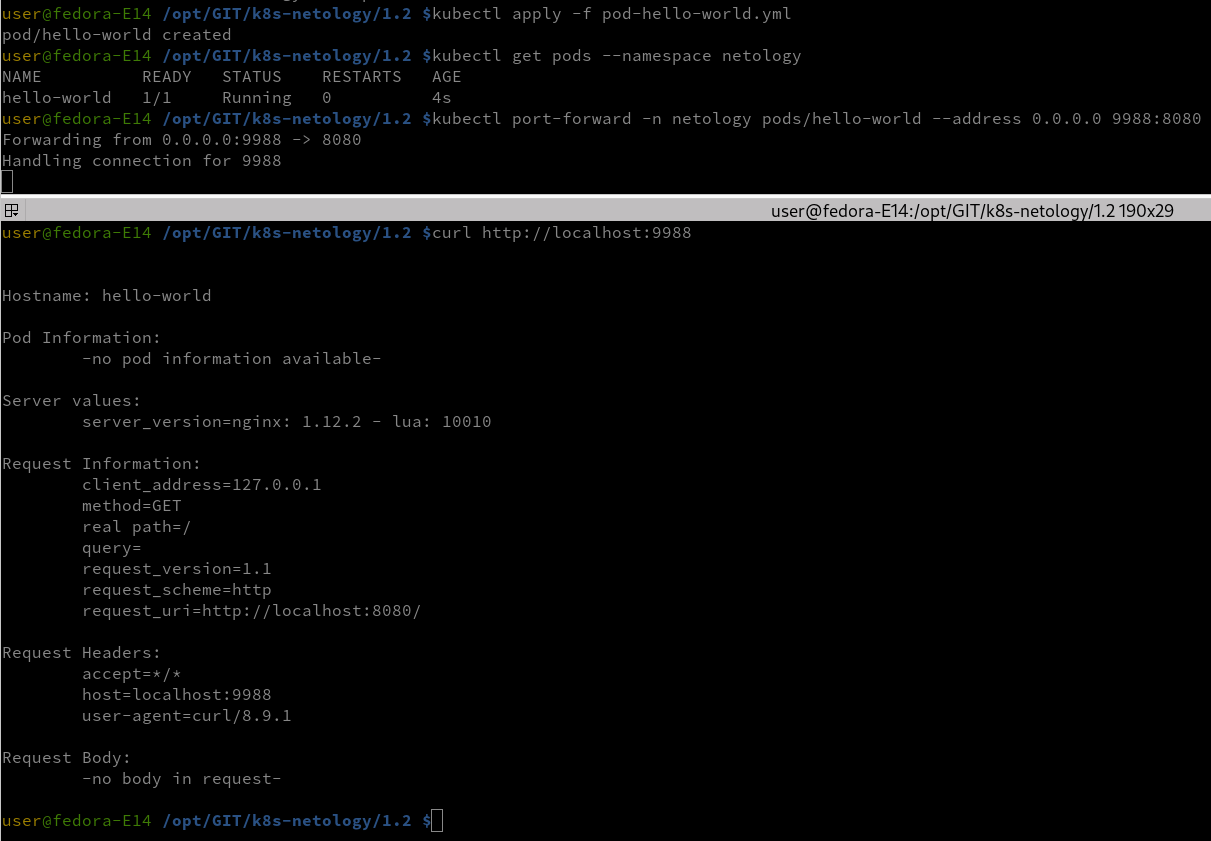 user@fedora-E14 /opt/GIT/k8s-netology/1.2 $kubectl apply -f pod-hello-world.yml
pod/hello-world created
user@fedora-E14 /opt/GIT/k8s-netology/1.2 $kubectl get pods --namespace netology
NAME          READY   STATUS    RESTARTS   AGE
hello-world   1/1     Running   0          4s
user@fedora-E14 /opt/GIT/k8s-netology/1.2 $kubectl port-forward -n netology pods/hello-world --address 0.0.0.0 9988:8080
Forwarding from 0.0.0.0:9988 -> 8080
Handling connection for 9988
user@fedora-E14:/opt/GIT/k8s-netology/1.2 190x29
user@fedora-E14 /opt/GIT/k8s-netology/1.2 $curl http://localhost:9988
Hostname: hello-world
Pod Information:
        -no pod information available-
Server values:
        server_version=nginx: 1.12.2 - lua: 10010
Request Information:
        client_address=127.0.0.1
        method=GET
        real path=/
        query=
        request_version=1.1
        request_scheme=http
        request_uri=http://localhost:8080/
Request Headers:
        accept=*/*
        host=localhost:9988
        user-agent=curl/8.9.1
Request Body:
        -no body in request-
user@fedora-E14 /opt/GIT/k8s-netology/1.2 $